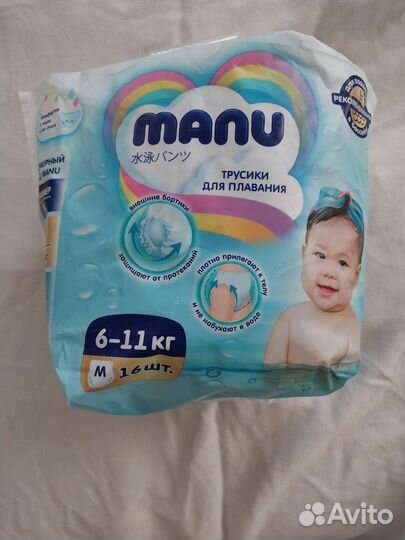 manu
水泳パンツ
ТРУСИКИ
ДЛЯ ПЛАВАНИЯ
внешние бортики
защищают от протеканий
плотно прилегают к телу
и не набухают в воде
6–11 кг
M 16 шт.
MANU
Avito